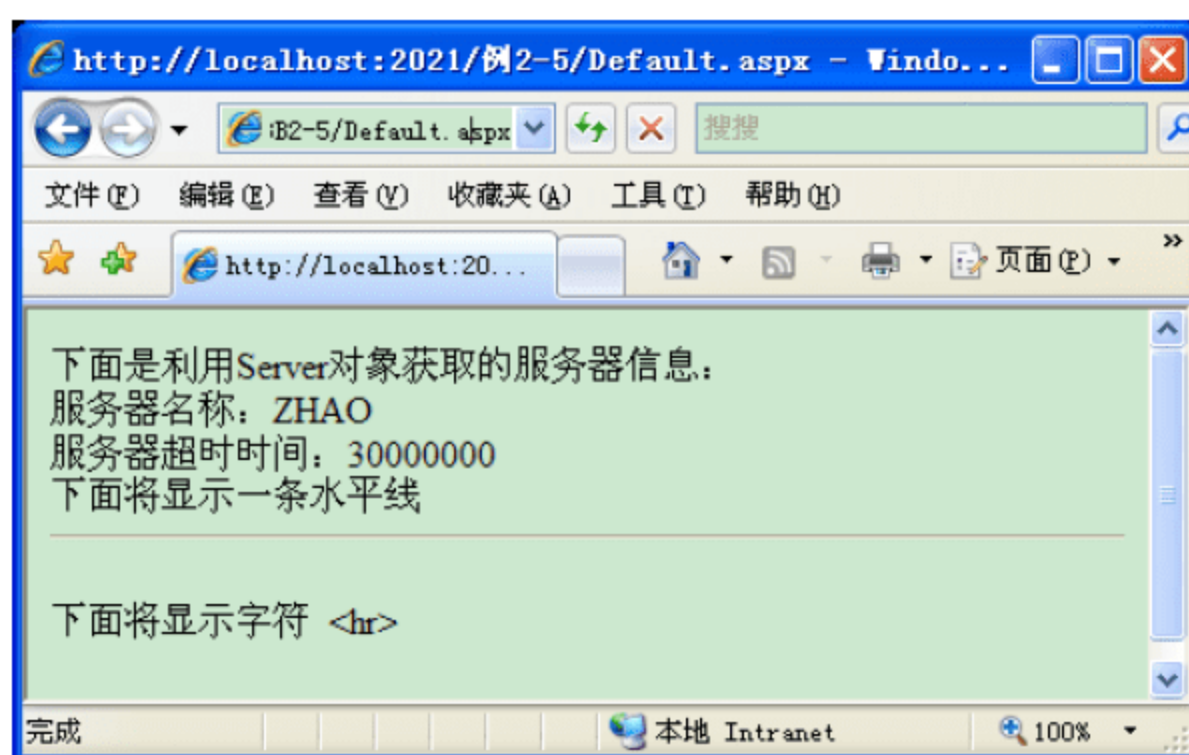 http://localhost:2021/例2-5/Default.aspx - Windo...
:B2-5/Default.aspx 搜搜
文件(F) 编辑(E) 查看(V) 收藏夹(A) 工具(T) 帮助(H)
http://localhost:20... 页面(P) »
下面是利用Server对象获取的服务器信息:
服务器名称:ZHAO
服务器超时时间:30000000
下面将显示一条水平线
下面将显示字符 <hr>
完成 本地 Intranet 100%